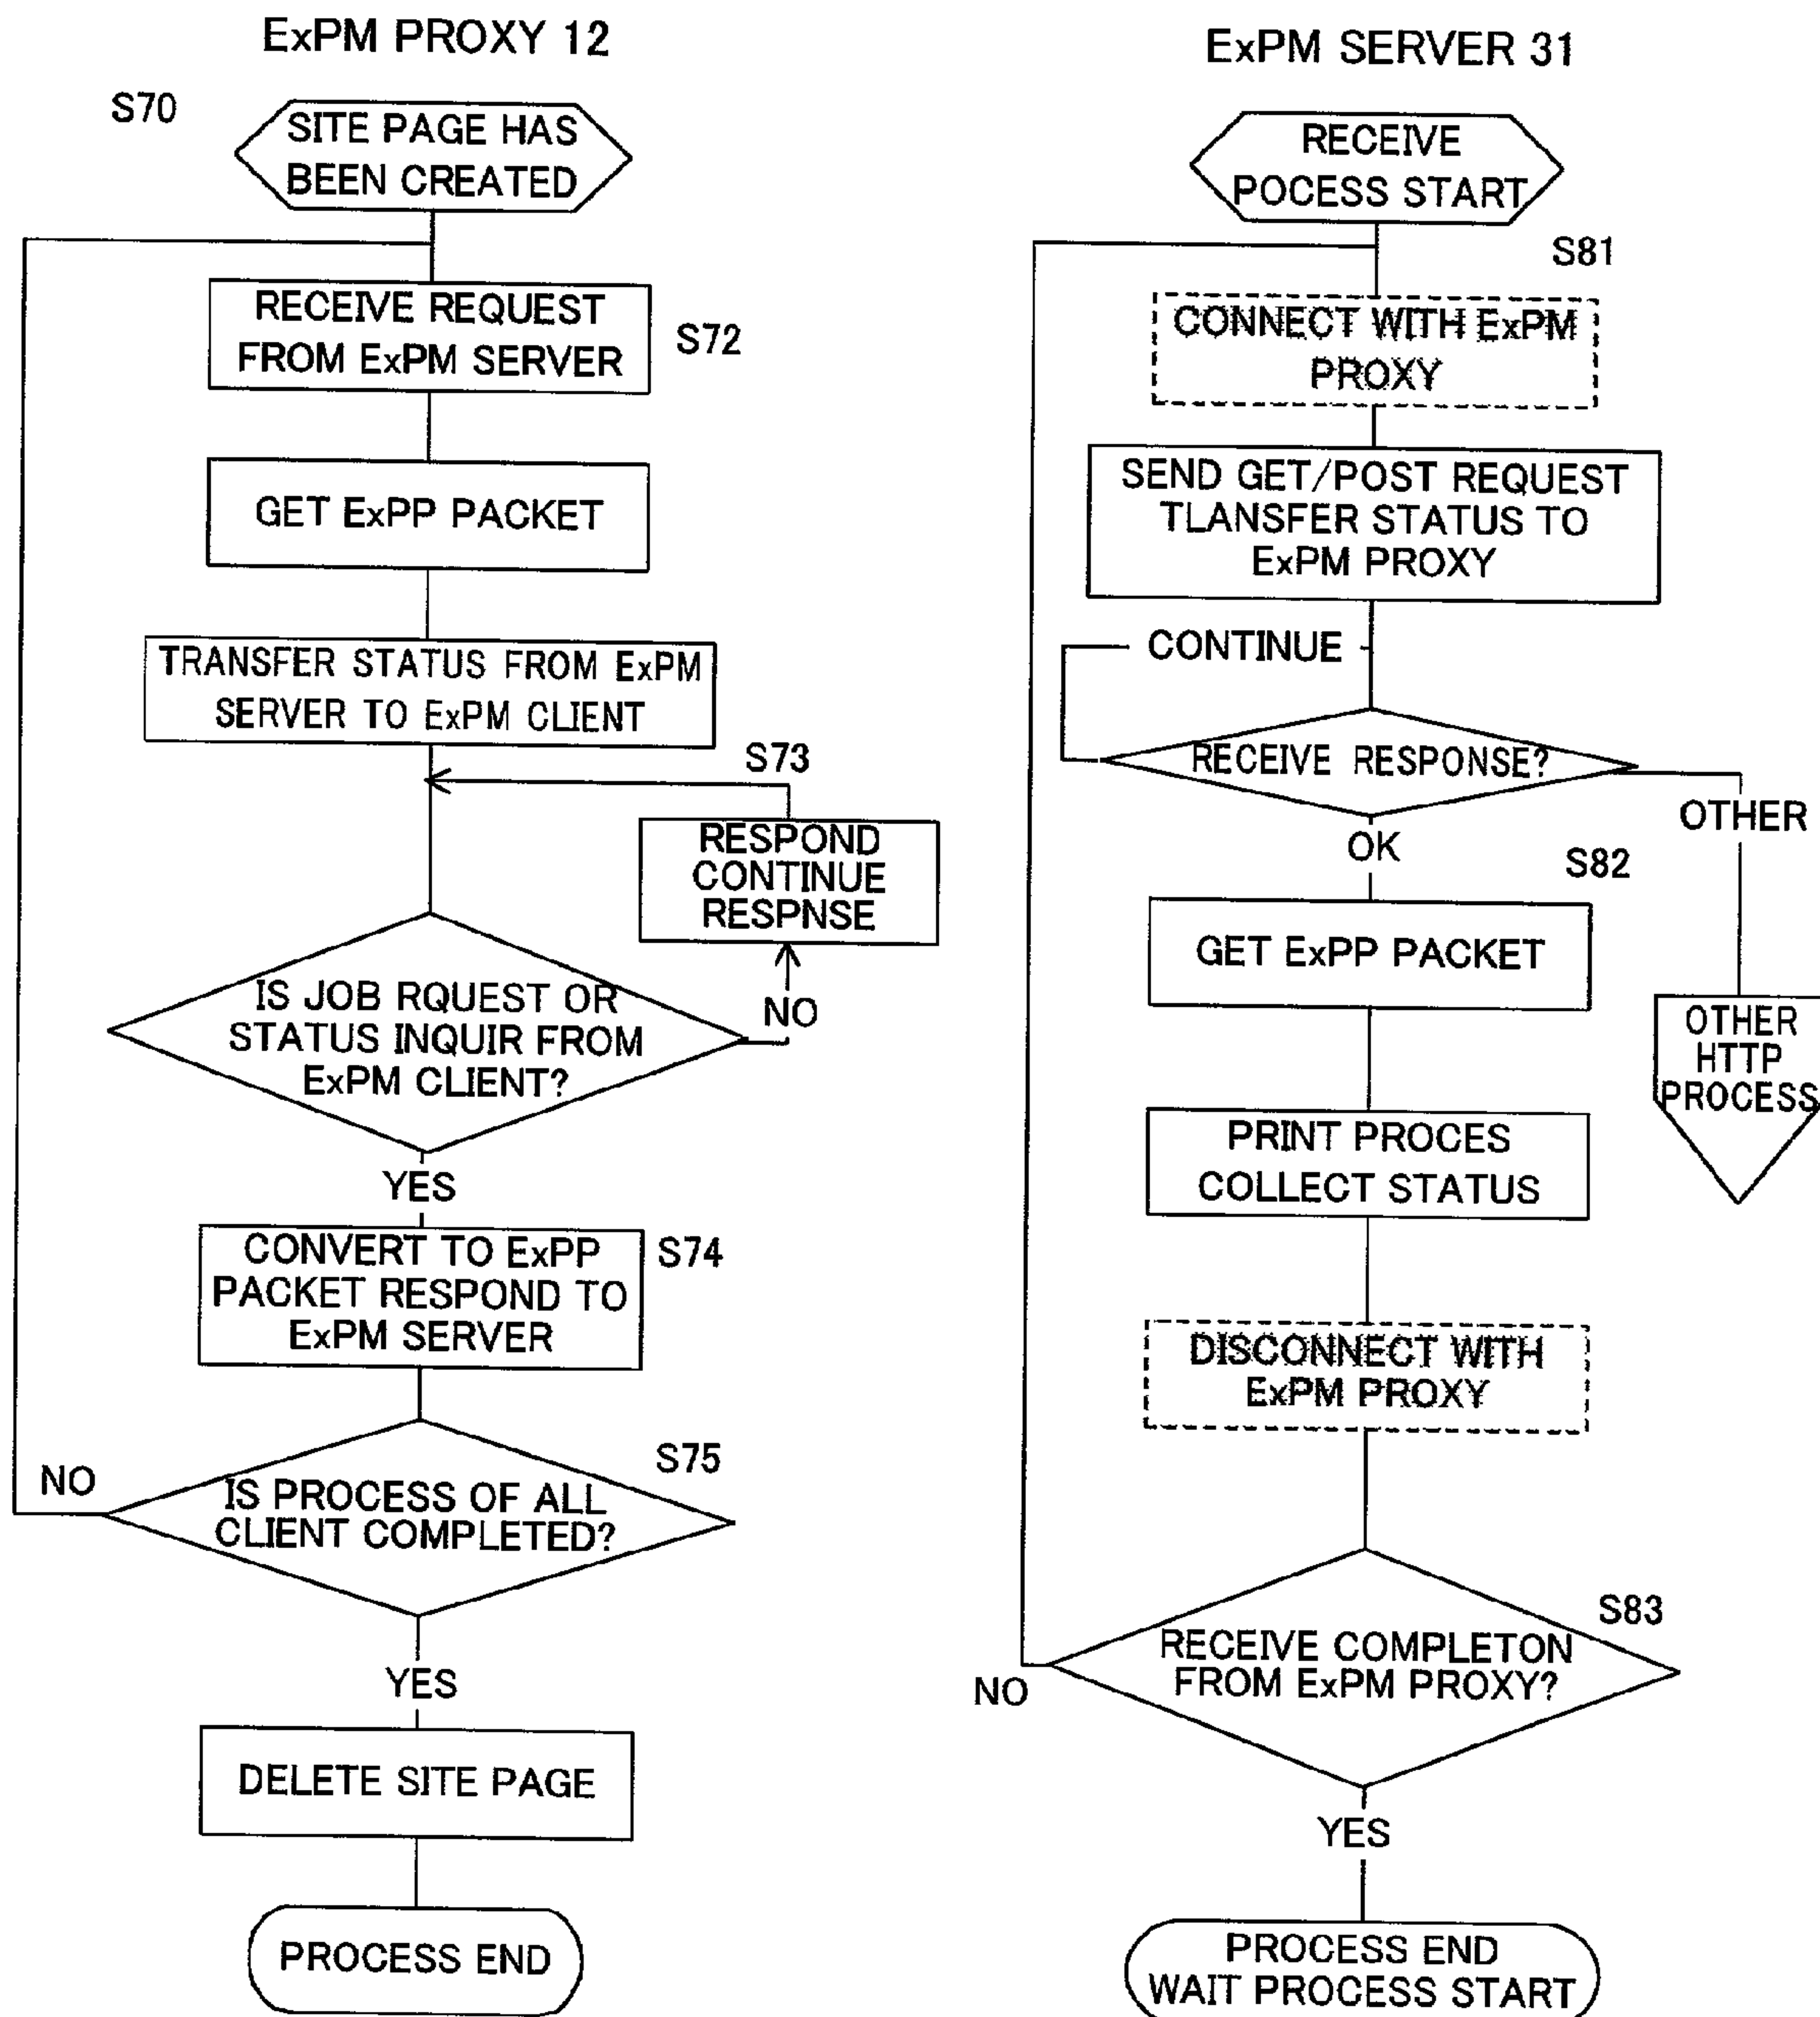 ExPM PROXY 12
S70
SITE PAGE HAS
BEEN CREATED
RECEIVE REQUEST
FROM ExPM SERVER
S72
GET ExPP PACKET
TRANSFER STATUS FROM ExPM
SERVER TO ExPM CLIENT
S73
RESPOND
CONTINUE
RESPNSE
IS JOB RQUEST OR
STATUS INQUIR FROM
ExPM CLIENT?
NO
YES
CONVERT TO ExPP
PACKET RESPOND TO
ExPM SERVER
S74
S75
NO
IS PROCESS OF ALL
CLIENT COMPLETED?
YES
DELETE SITE PAGE
PROCESS END
ExPM SERVER 31
RECEIVE
POCESS START
S81
CONNECT WITH ExPM
PROXY
SEND GET/POST REQUEST
TLANSFER STATUS TO
ExPM PROXY
CONTINUE
RECEIVE RESPONSE?
OTHER
OK
S82
GET ExPP PACKET
OTHER
HTTP
PROCESS
PRINT PROCES
COLLECT STATUS
DISCONNECT WITH
ExPM PROXY
S83
RECEIVE COMPLETON
FROM ExPM PROXY?
NO
YES
PROCESS END
WAIT PROCESS START